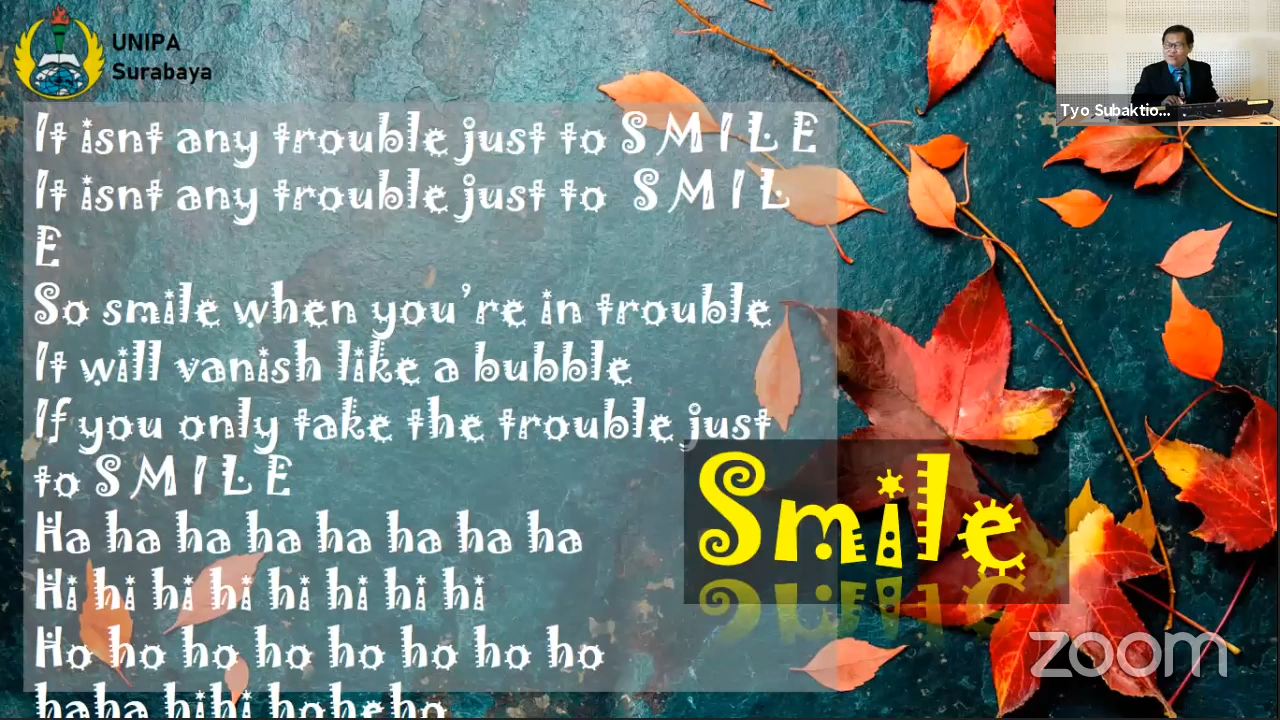 UNIPA
Surabaya
It isnt any trouble just to S M I L E
It isnt any trouble just to S M I L
E
So smile when you're in trouble
It will vanish like a bubble
If you only take the trouble just
to S M I L E
Ha ha ha ha ha ha ha ha
Hi hi hi hi hi hi hi hi
Ho ho ho ho ho ho ho ho
haha hihi hoheho
Smile
Tyo Subaktio...
zoom